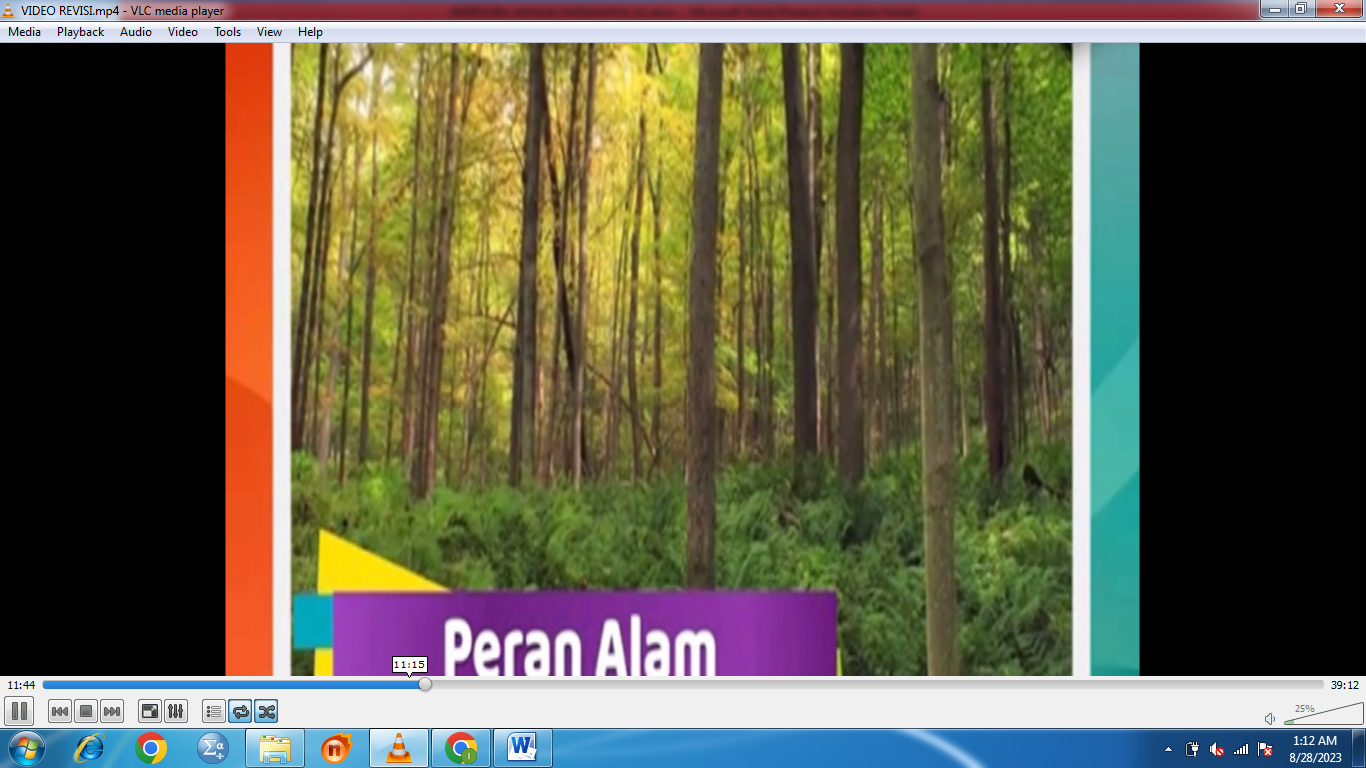 VIDEO REVISI.mp4 - VLC media player
Media Playback Audio Video Tools View Help
Peran Alam
11:15
11:44
39:12
25%
1:12 AM
8/28/2023